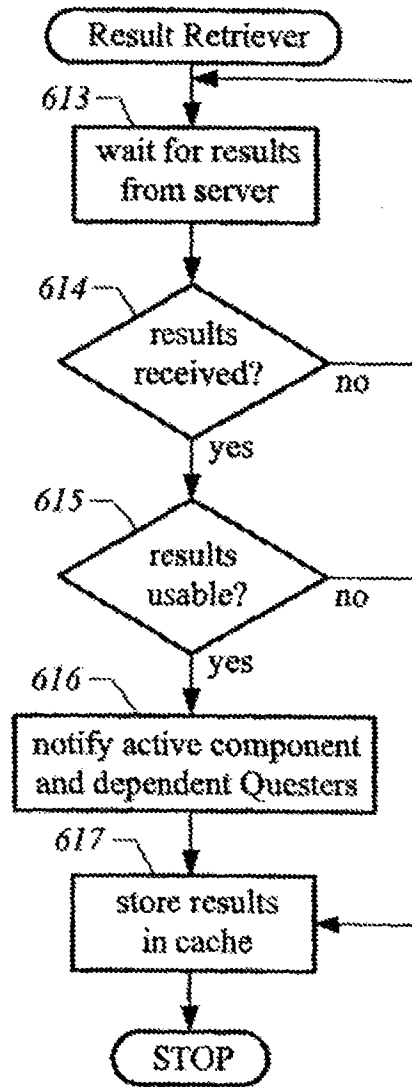 Result Retriever
613
wait for results
from server
614
results
received?
no
yes
615
results
usable?
no
yes
616
notify active component
and dependent Questers
617
store results
in cache
STOP